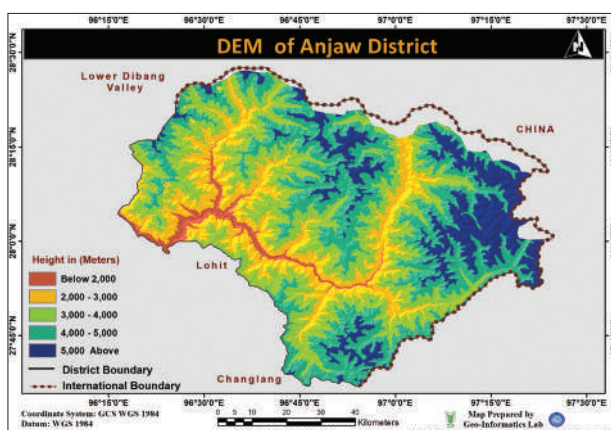 96°15'0"E 96°30'0"E 96°45'0"E 97°0'0"E 97°15'0"E 97°30'0"E
DEM of Anjaw District
N
28°30'0"N
28°15'0"N
28°0'0"N
27°45'0"N
Lower Dibang
Valley
CHINA
Lohit
Changlang
Height in (Meters)
Below 2,000
2,000 - 3,000
3,000 - 4,000
4,000 - 5,000
5,000 Above
District Boundary
International Boundary
Coordinate System: GCS WGS 1984
Datum: WGS 1984
0 5 10 20 30 40
Kilometers
Map Prepared by
Geo-Informatics Lab
96°15'0"E 96°30'0"E 96°45'0"E 97°0'0"E 97°15'0"E 97°30'0"E